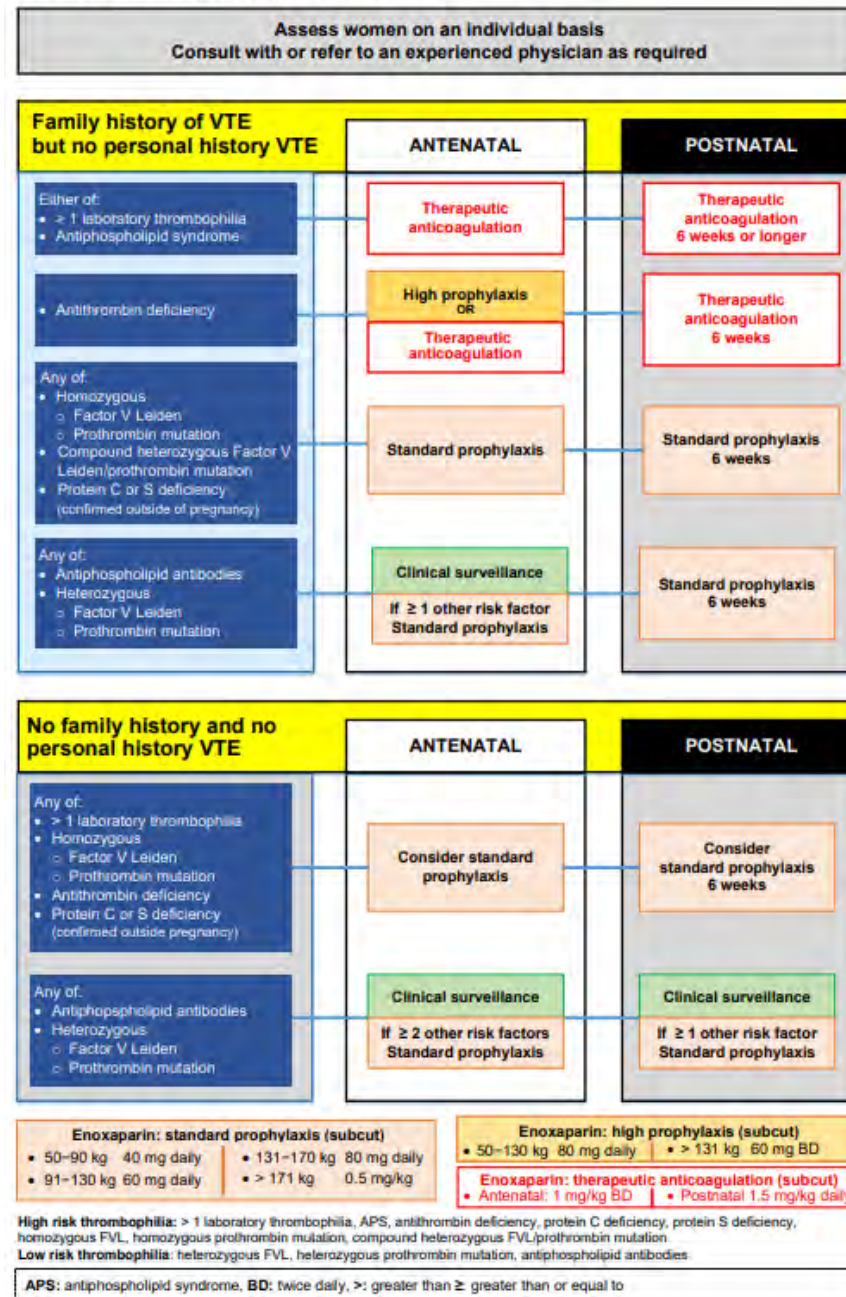 Assess women on an individual basis
Consult with or refer to an experienced physician as required
Family history of VTE
but no personal history VTE
ANTENATAL
POSTNATAL
Either of:
• > 1 laboratory thrombophilia
• Antiphospholipid syndrome
Therapeutic
anticoagulation
Therapeutic
anticoagulation
6 weeks or longer
• Antithrombin deficiency
High prophylaxis
OR
Therapeutic
anticoagulation
Therapeutic
anticoagulation
6 weeks
Any of:
• Homozygous
o Factor V Leiden
o Prothrombin mutation
• Compound heterozygous Factor V
Leiden/prothrombin mutation
• Protein C or S deficiency
(confirmed outside of pregnancy)
Standard prophylaxis
Standard prophylaxis
6 weeks
Any of:
• Antiphospholipid antibodies
• Heterozygous
o Factor V Leiden
o Prothrombin mutation
Clinical surveillance
If ≥ 1 other risk factor
Standard prophylaxis
Standard prophylaxis
6 weeks
No family history and no
personal history VTE
ANTENATAL
POSTNATAL
Any of:
• > 1 laboratory thrombophilia
• Homozygous
o Factor V Leiden
o Prothrombin mutation
• Antithrombin deficiency
• Protein C or S deficiency
(confirmed outside pregnancy)
Consider standard
prophylaxis
Consider
standard prophylaxis
6 weeks
Any of:
• Antiphopspholipid antibodies
• Heterozygous
o Factor V Leiden
o Prothrombin mutation
Clinical surveillance
If ≥ 2 other risk factors
Standard prophylaxis
Clinical surveillance
If ≥ 1 other risk factor
Standard prophylaxis
Enoxaparin: standard prophylaxis (subcut)
• 50−90 kg 40 mg daily • 131−170 kg 80 mg daily
• 91−130 kg 60 mg daily • > 171 kg 0.5 mg/kg
Enoxaparin: high prophylaxis (subcut)
• 50-130 kg 80 mg daily • > 131 kg 60 mg BD
Enoxaparin: therapeutic anticoagulation (subcut)
• Antenatal: 1 mg/kg BD • Postnatal 1.5 mg/kg daily
High risk thrombophilia: > 1 laboratory thrombophilia, APS, antithrombin deficiency, protein C deficiency, protein S deficiency,
homozygous FVL, homozygous prothrombin mutation, compound heterozygous FVL/prothrombin mutation
Low risk thrombophilia: heterozygous FVL, heterozygous prothrombin mutation, antiphospholipid antibodies
APS: antiphospholipid syndrome, BD: twice daily, >: greater than ≥ greater than or equal to